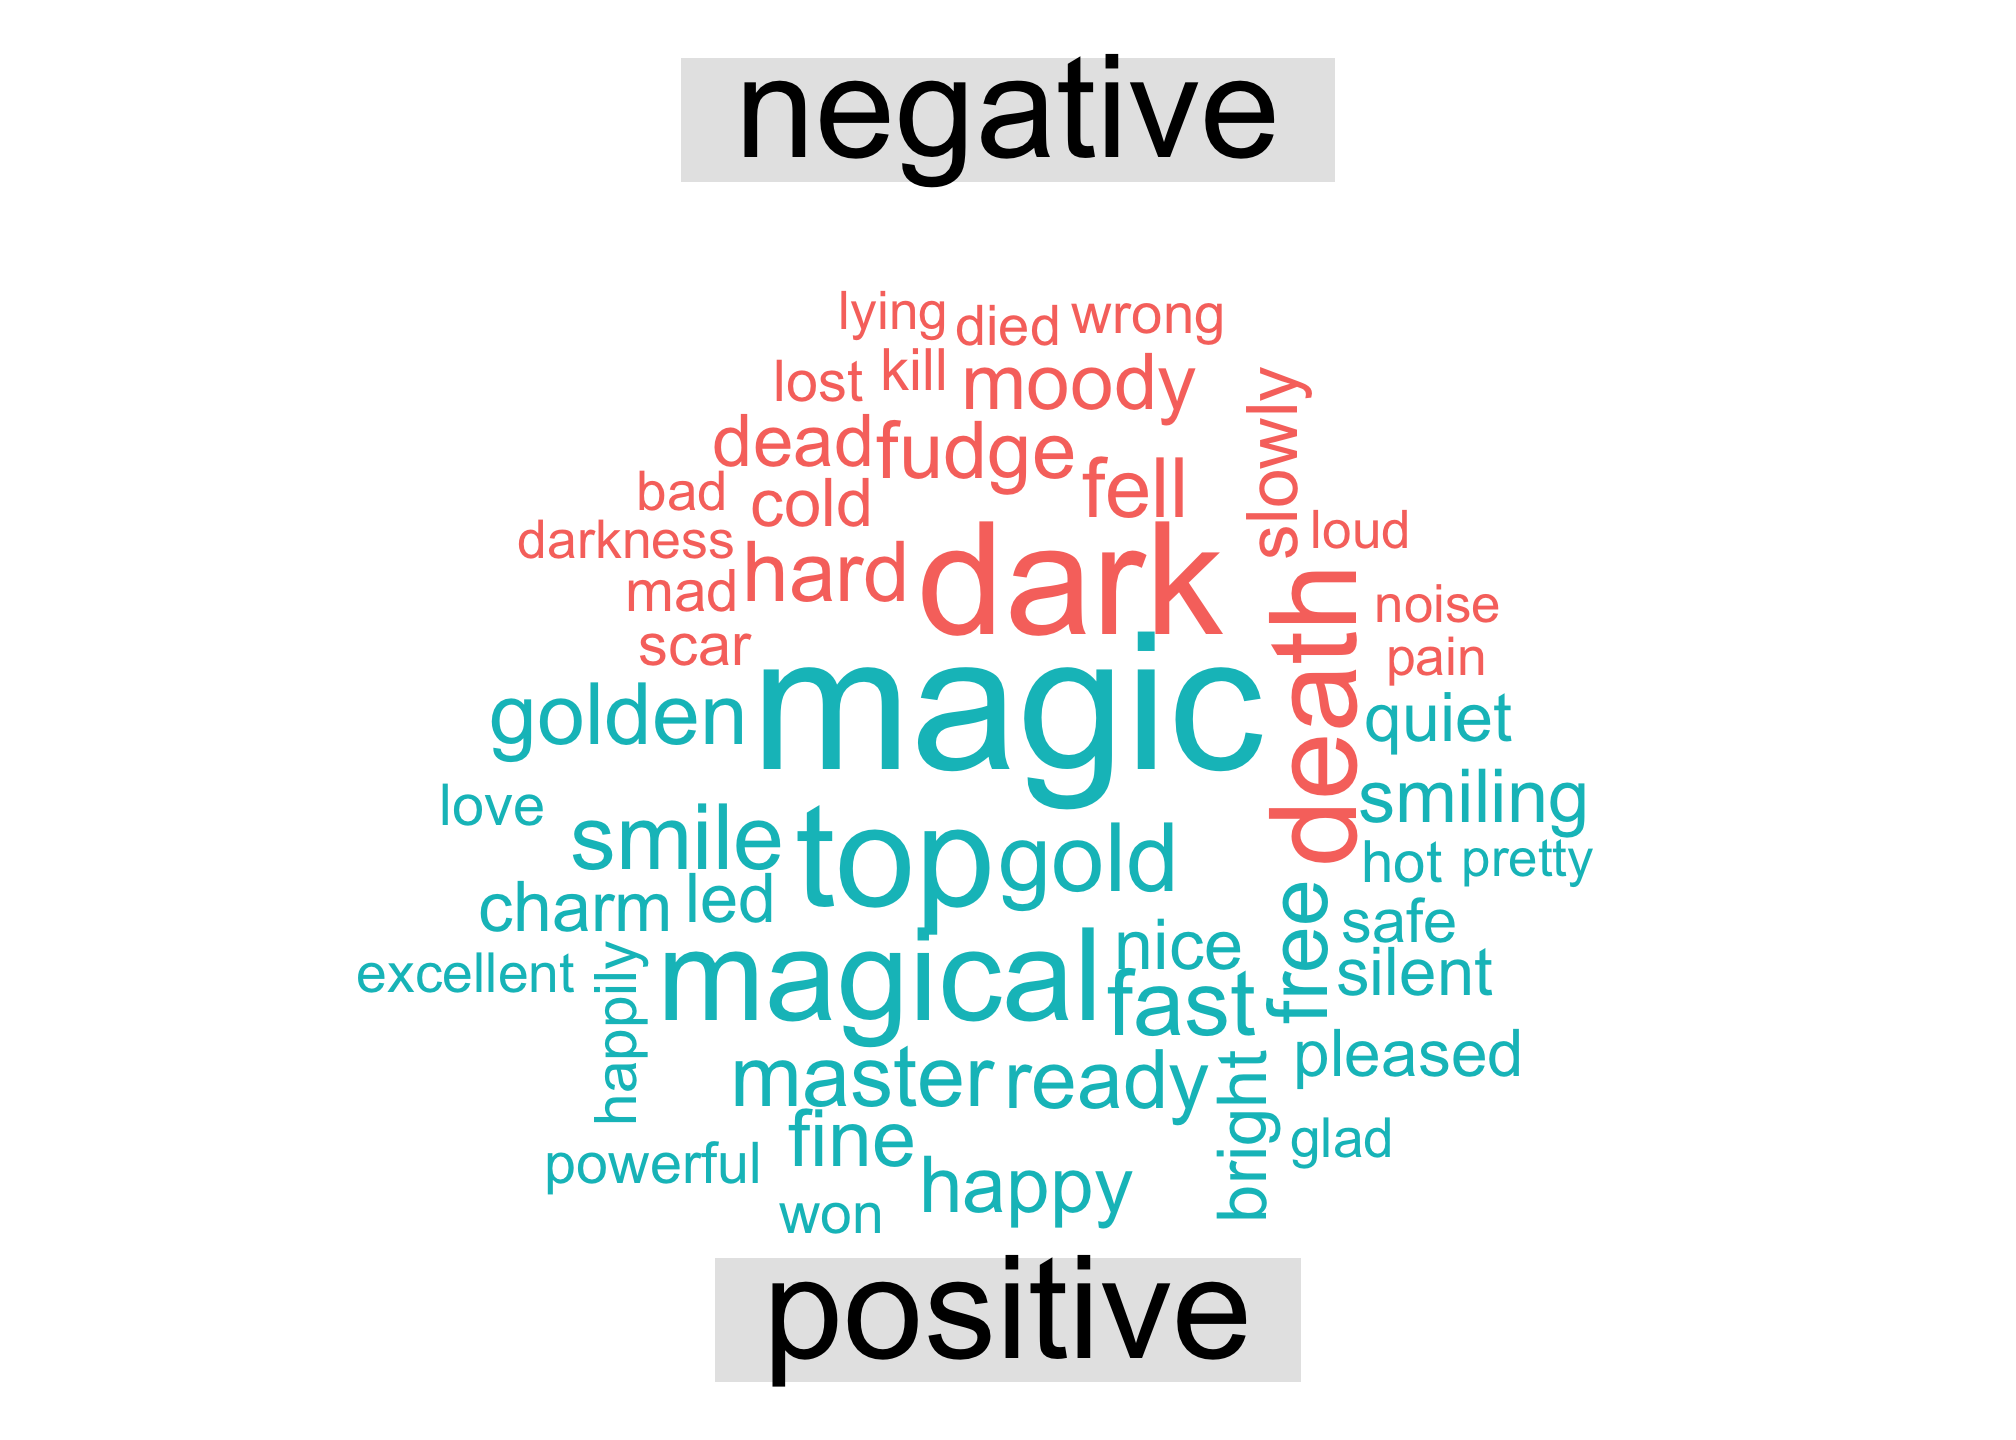 negative
lying died wrong
lost kill moody
slowly
dead fudge
fell
bad cold
loud
darkness
hard dark
mad
death
noise
scar
pain
magic
golden
quiet
love
smile top gold
smiling
hot pretty
charm led
free
safe
nice
magical
silent
excellent
happily
fast
pleased
master ready
bright
fine
glad
powerful
happy
won
positive